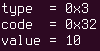 type  = 0x3
code  = 0x32
value = 10